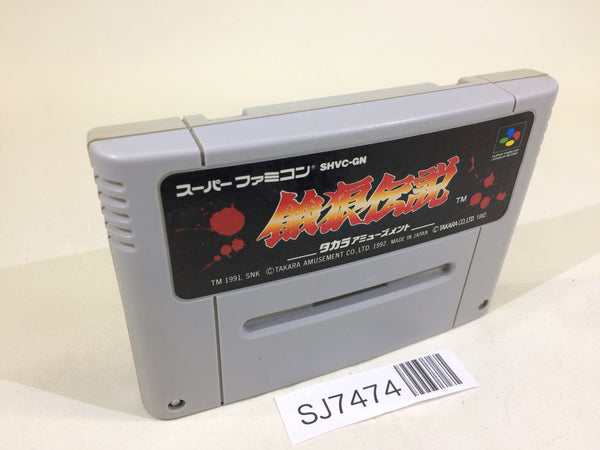 スーパーファミコン® SHVC-GN
餓狼伝説 TM
タカラアミューズメント
TM 1991. SNK ©TAKARA AMUSEMENT CO., LTD. 1992. MADE IN JAPAN ©TAKARA CO., LTD. 1992.
SJ7474